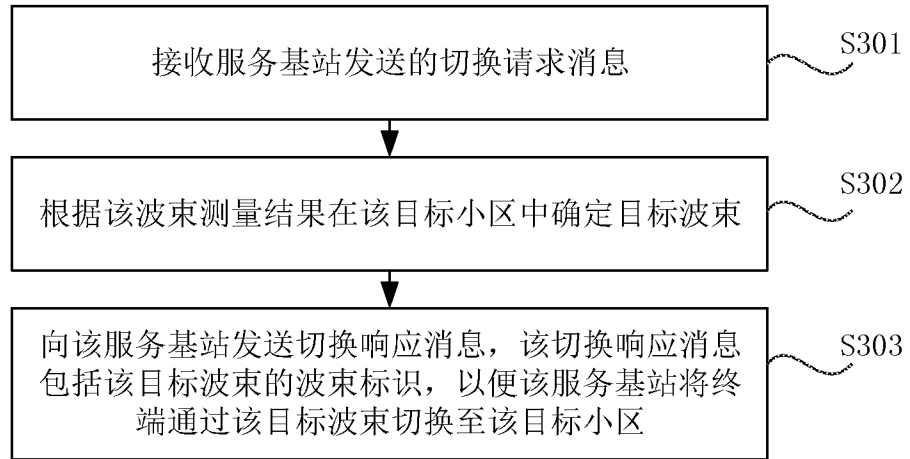 接收服务基站发送的切换请求消息
S301
根据该波束测量结果在该目标小区中确定目标波束
S302
向该服务基站发送切换响应消息，该切换响应消息
包括该目标波束的波束标识，以便该服务基站将终
端通过该目标波束切换至该目标小区
S303